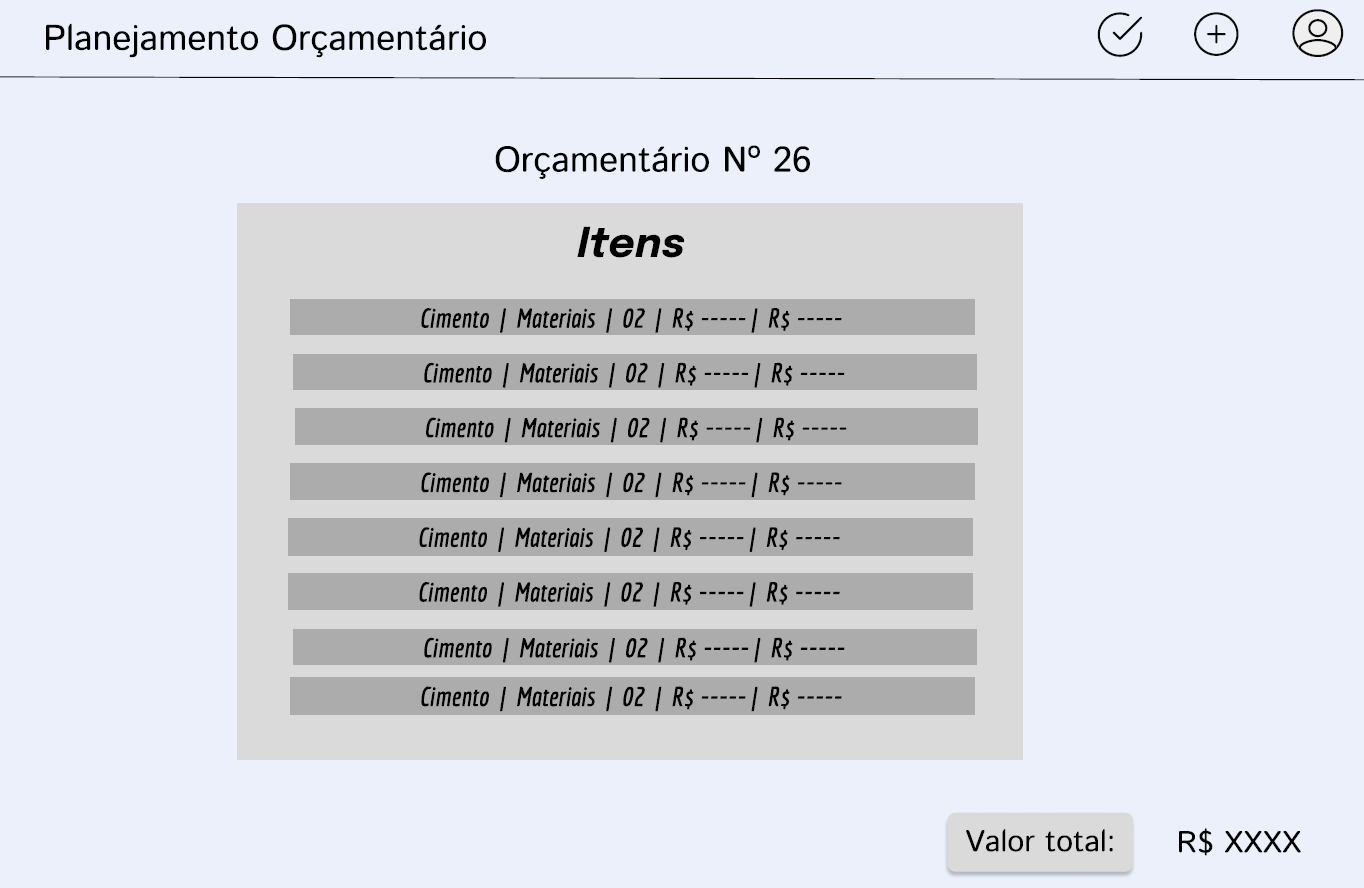 Planejamento Orçamentário
Orçamentário Nº 26
Itens
Cimento | Materiais | 02 | R$ -----| R$ -----
Cimento | Materiais | 02 | R$ -----| R$ -----
Cimento | Materiais | 02 | R$ -----| R$ -----
Cimento | Materiais | 02 | R$ -----| R$ -----
Cimento | Materiais | 02 | R$ -----| R$ -----
Cimento | Materiais | 02 | R$ -----| R$ -----
Cimento | Materiais | 02 | R$ -----| R$ -----
Cimento | Materiais | 02 | R$ -----| R$ -----
Valor total: R$ XXXX